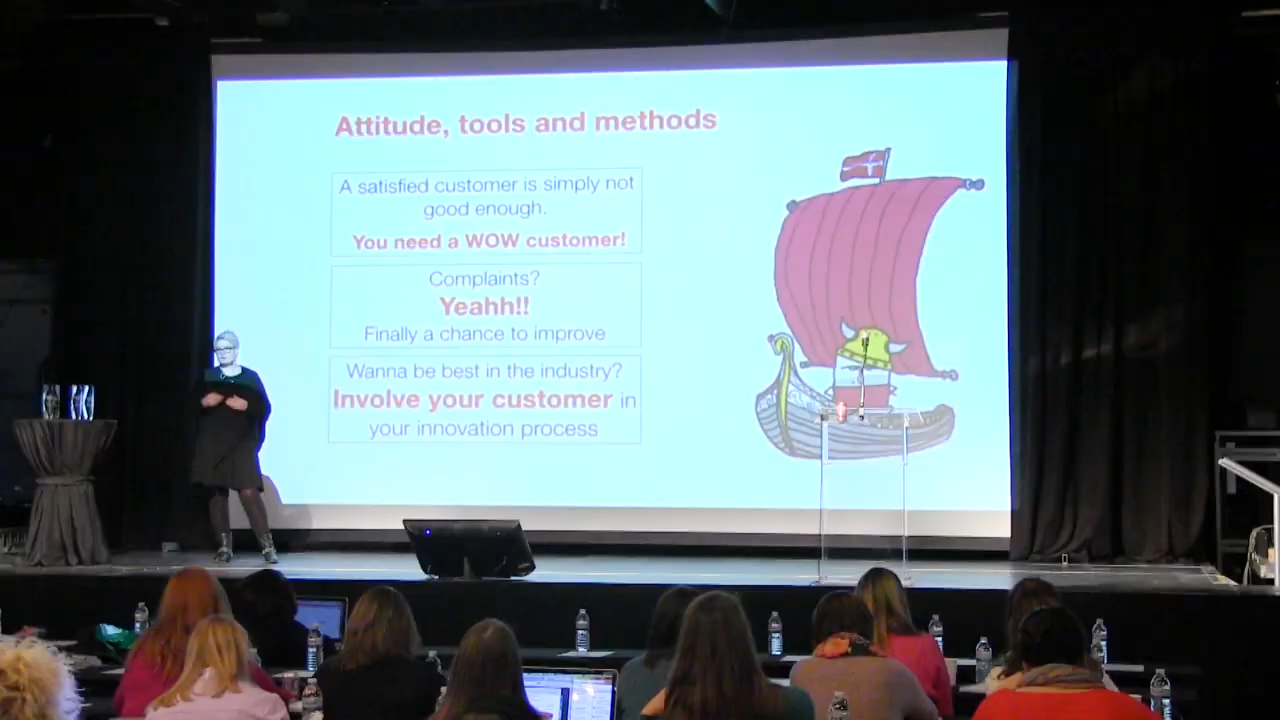 Attitude, tools and methods
A satisfied customer is simply not
good enough.
You need a WOW customer!
Complaints?
Yeahh!!
Finally a chance to improve
Wanna be best in the industry?
Involve your customer in
your innovation process